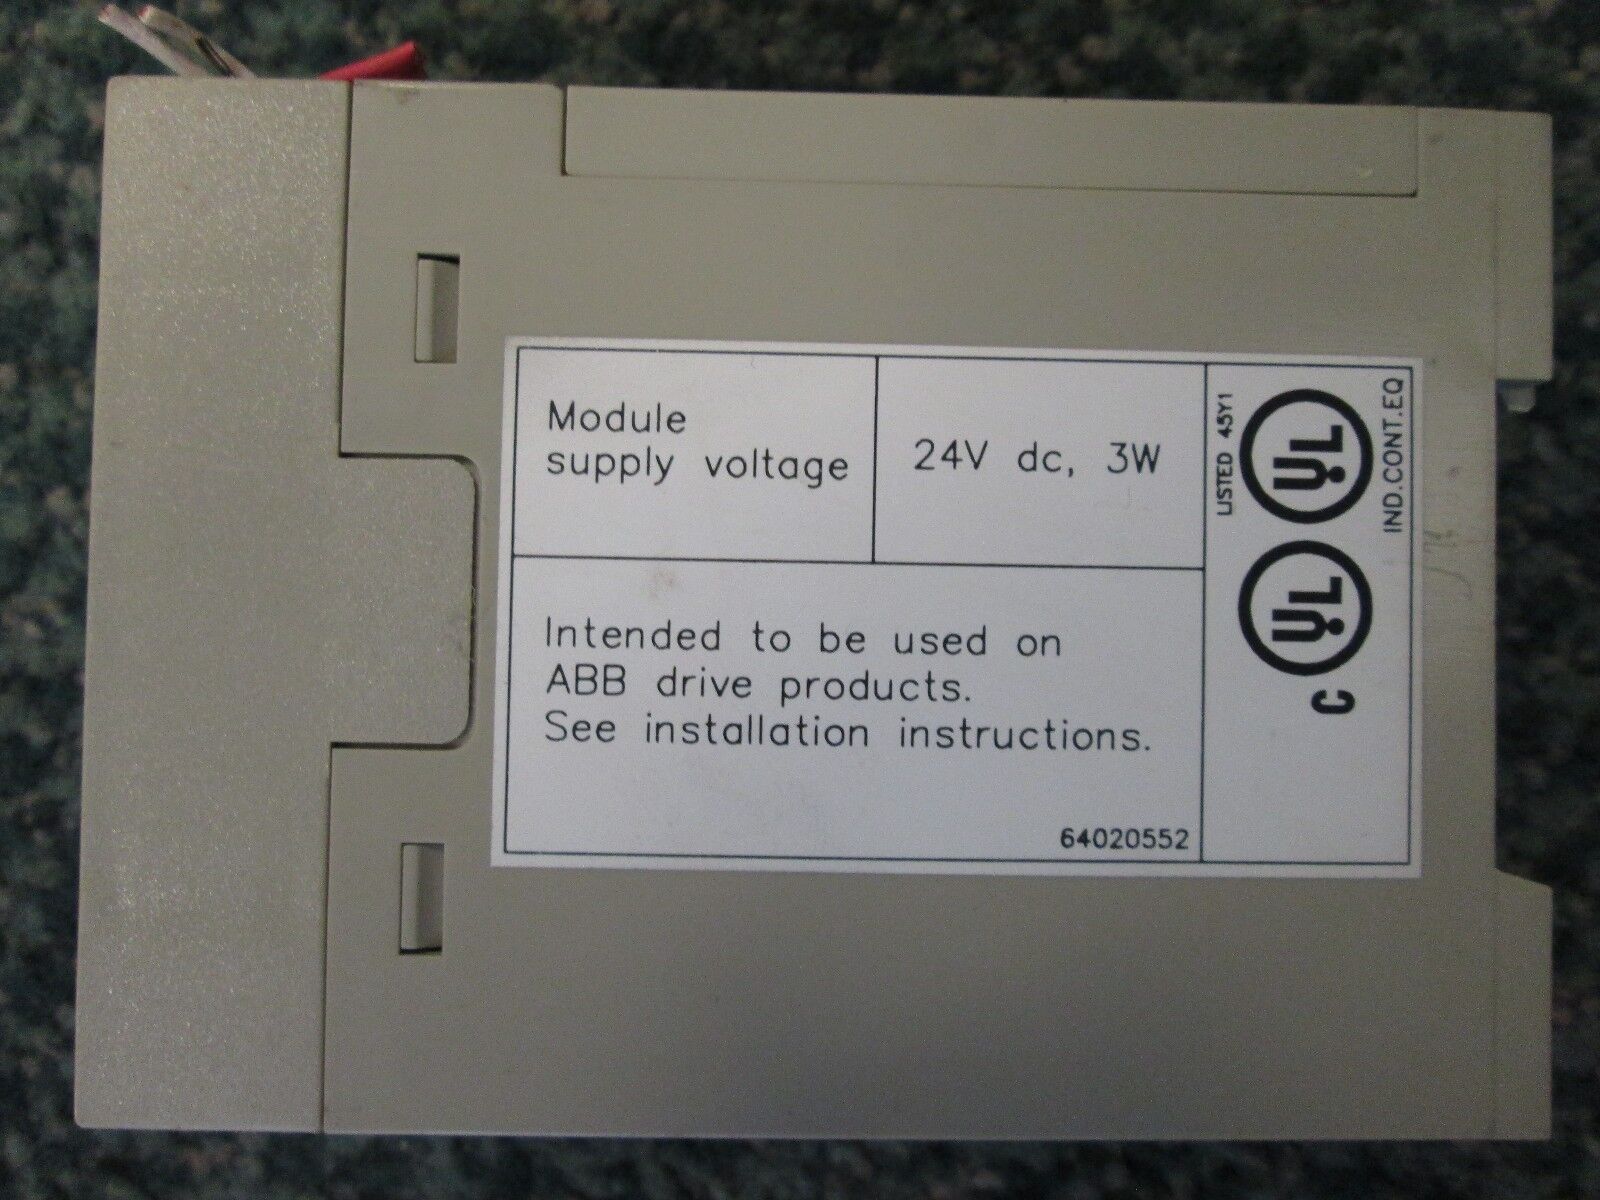 Module
supply voltage
24V dc, 3W
Intended to be used on
ABB drive products.
See installation instructions.
64020552
LISTED 45Y1
UL
IND.CONT.EQ
C UL